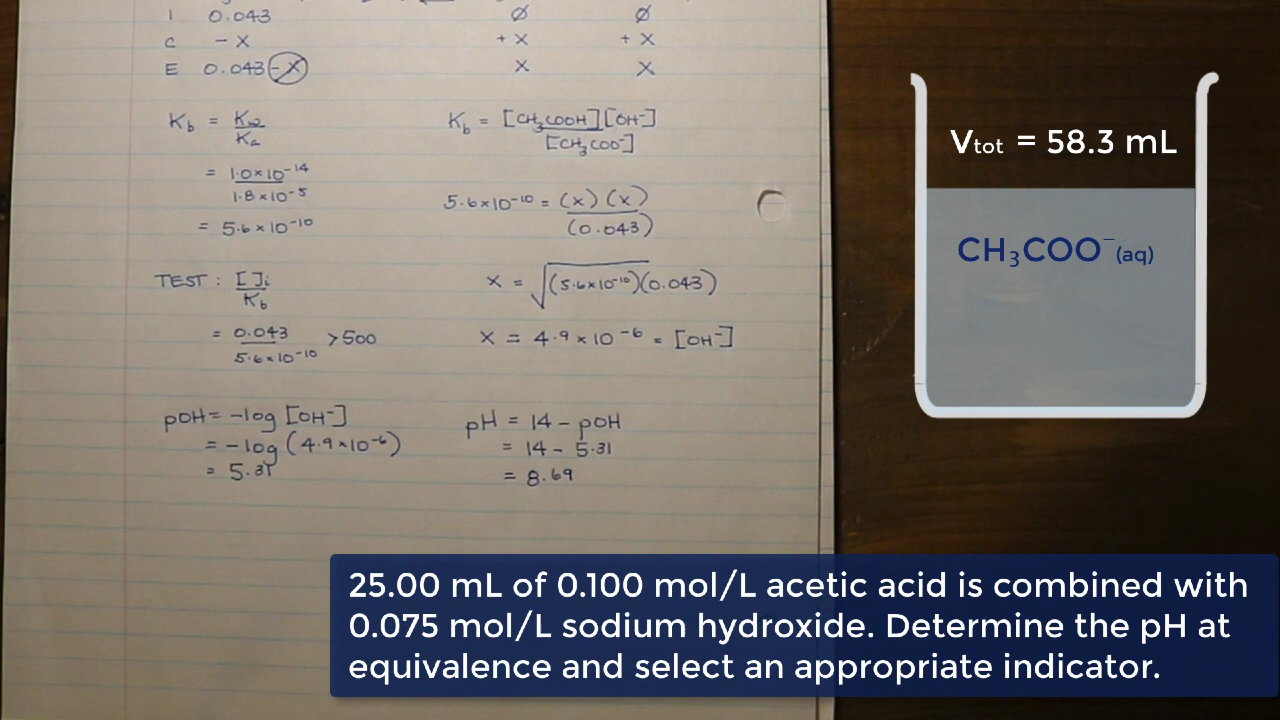 I 0.043 Ø Ø
C - X + X + X
E 0.043 - X X X
Kb = Kw/Ka
= 1.0×10⁻¹⁴/1.8×10⁻⁵
= 5.6×10⁻¹⁰
Kb = [CH₃COOH][OH⁻]/[CH₃COO⁻]
5.6×10⁻¹⁰ = (x)(x)/(0.043)
TEST : [ ]i/Kb
= 0.043/5.6×10⁻¹⁰ >500
X = √(5.6×10⁻¹⁰)(0.043)
X = 4.9×10⁻⁶ = [OH⁻]
pOH = -log [OH⁻]
= -log (4.9×10⁻⁶)
= 5.31
pH = 14 - pOH
= 14 - 5.31
= 8.69
Vtot = 58.3 mL
CH₃COO⁻(aq)
25.00 mL of 0.100 mol/L acetic acid is combined with
0.075 mol/L sodium hydroxide. Determine the pH at
equivalence and select an appropriate indicator.